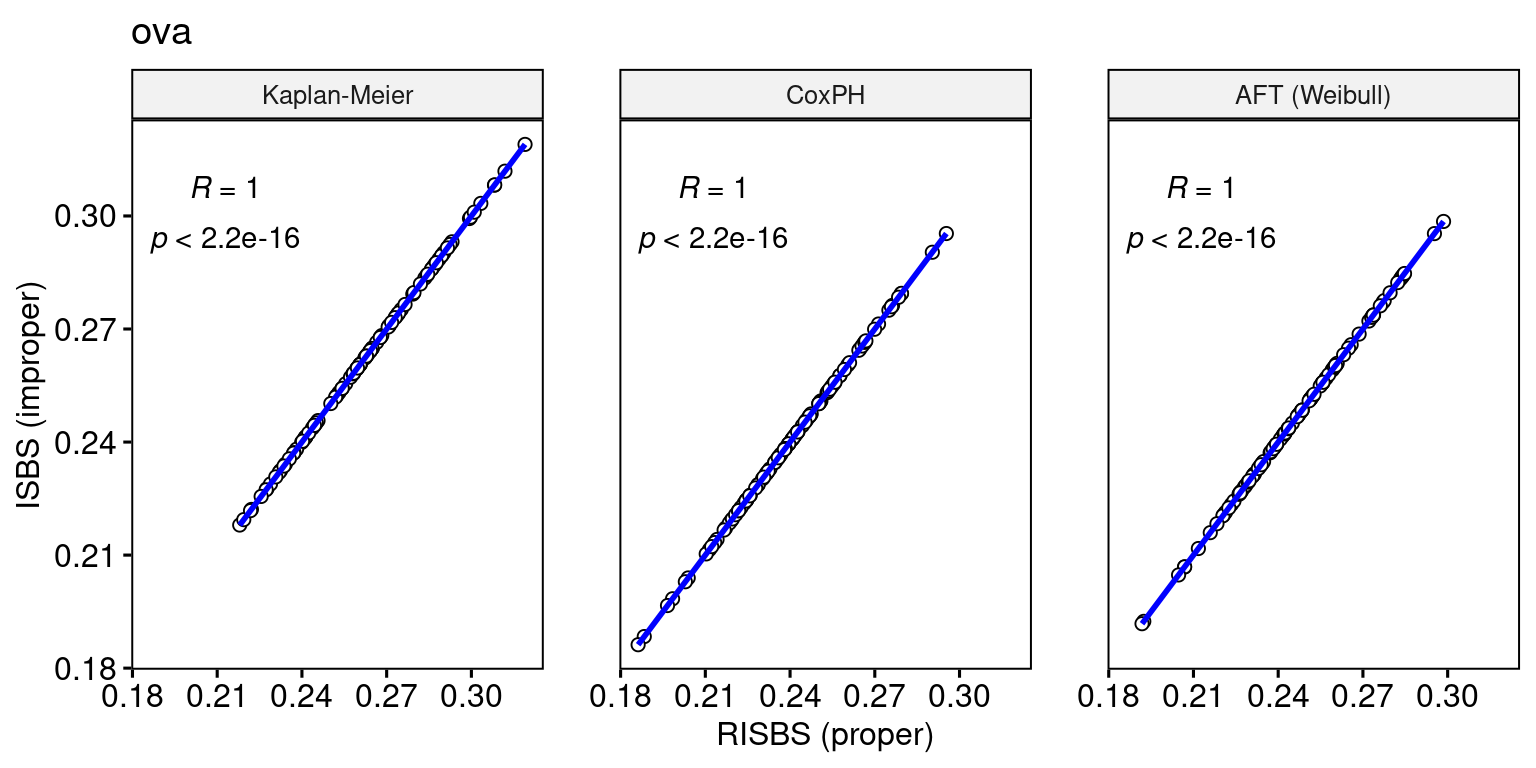 ova
Kaplan-Meier
CoxPH
AFT (Weibull)
R = 1
p < 2.2e-16
R = 1
p < 2.2e-16
R = 1
p < 2.2e-16
ISBS (improper)
0.30
0.27
0.24
0.21
0.18
0.18 0.21 0.24 0.27 0.30
0.18 0.21 0.24 0.27 0.30
0.18 0.21 0.24 0.27 0.30
RISBS (proper)